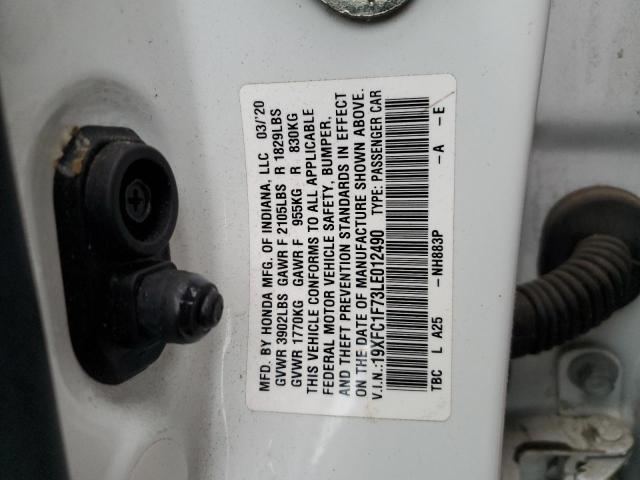 MFD. BY HONDA MFG. OF INDIANA, LLC 03/'20
GVWR 3902LBS GAWR F 2105LBS R 1829LBS
GVWR 1770KG GAWR F 955KG R 830KG
THIS VEHICLE CONFORMS TO ALL APPLICABLE
FEDERAL MOTOR VEHICLE SAFETY, BUMPER,
AND THEFT PREVENTION STANDARDS IN EFFECT
ON THE DATE OF MANUFACTURE SHOWN ABOVE.
V.I.N.:19XFC1F73LE012490 TYPE: PASSENGER CAR
TBC L A25 -NH883P -A -E